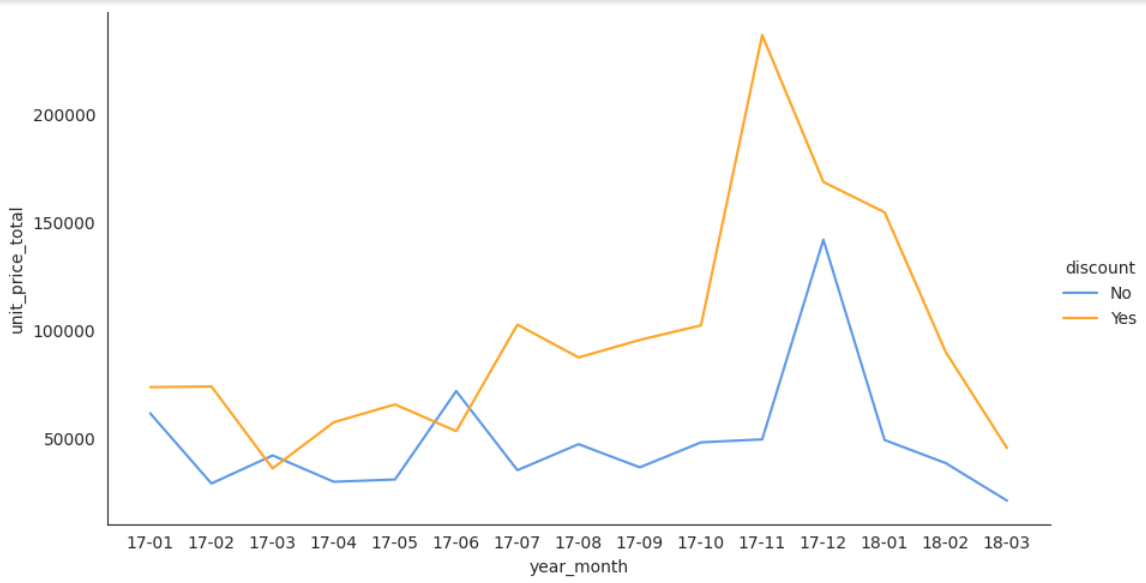 200000
150000
100000
50000
unit_price_total
17-01 17-02 17-03 17-04 17-05 17-06 17-07 17-08 17-09 17-10 17-11 17-12 18-01 18-02 18-03
year_month
discount
No
Yes